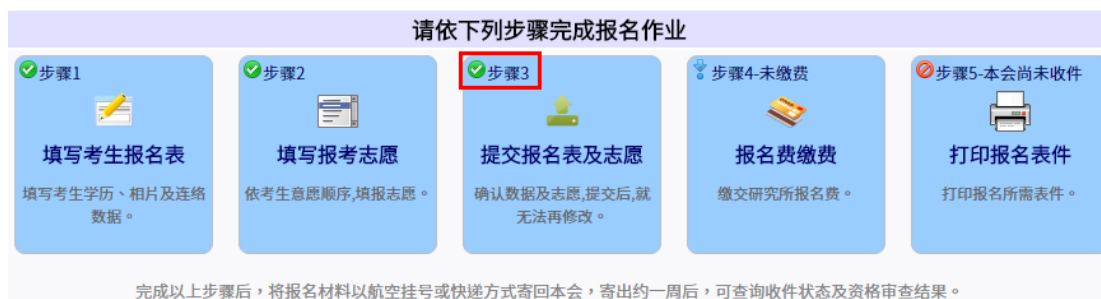 请依下列步骤完成报名作业
步骤1
填写考生报名表
填写考生学历、相片及连络
数据。
步骤2
填写报考志愿
依考生意愿顺序,填报志愿。
步骤3
提交报名表及志愿
确认数据及志愿,提交后,就
无法再修改。
步骤4-未缴费
报名费缴费
缴交研究所报名费。
步骤5-本会尚未收件
打印报名表件
打印报名所需表件。
完成以上步骤后，将报名材料以航空挂号或快递方式寄回本会，寄出约一周后，可查询收件状态及资格审查结果。